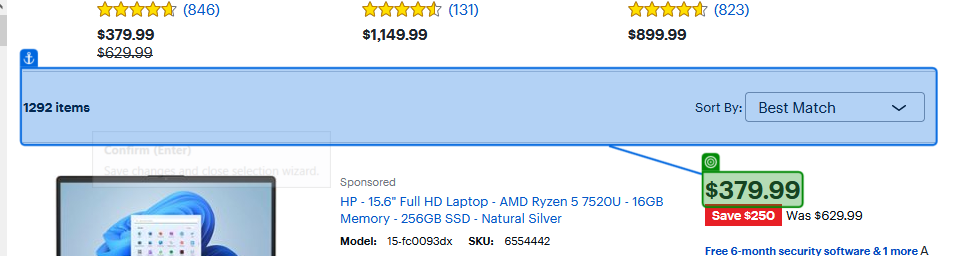 (846) (131) (823)
$379.99 $1,149.99 $899.99
$629.99
1292 items
Sort By: Best Match
Confirm (Enter)
Save changes and close selection wizard.
Sponsored
HP - 15.6" Full HD Laptop - AMD Ryzen 5 7520U - 16GB
Memory - 256GB SSD - Natural Silver
Model: 15-fc0093dx SKU: 6554442
$379.99
Save $250 Was $629.99
Free 6-month security software & 1 more A